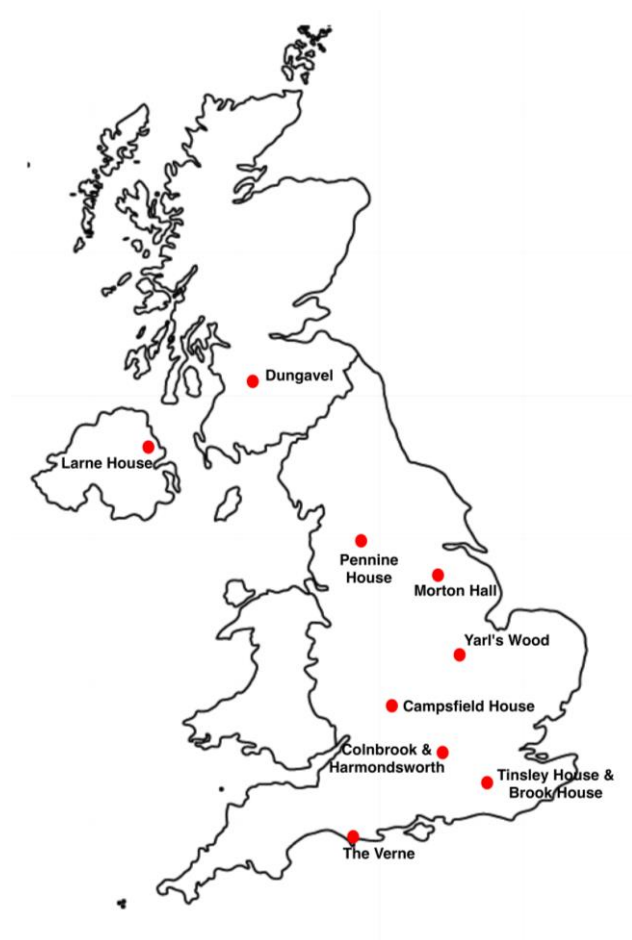 Dungavel
Larne House
Pennine
House
Morton Hall
Yarl's Wood
Campsfield House
Colnbrook &
Harmondsworth
Tinsley House &
Brook House
The Verne